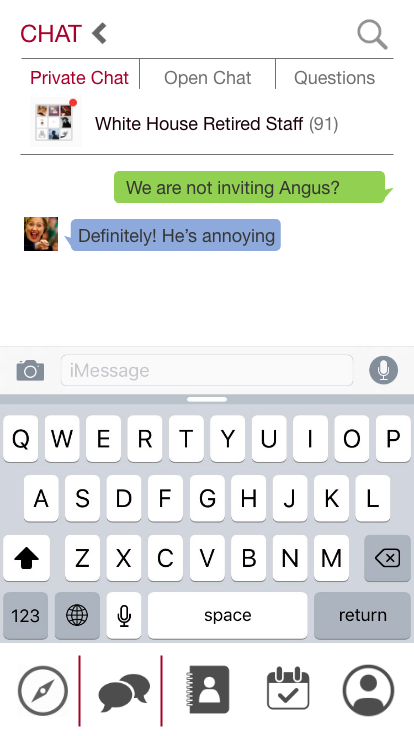 CHAT
Private Chat
Open Chat
Questions
White House Retired Staff (91)
We are not inviting Angus?
Definitely! He's annoying
iMessage
Q W E R T Y U I O P
A S D F G H J K L
Z X C V B N M
123
space
return